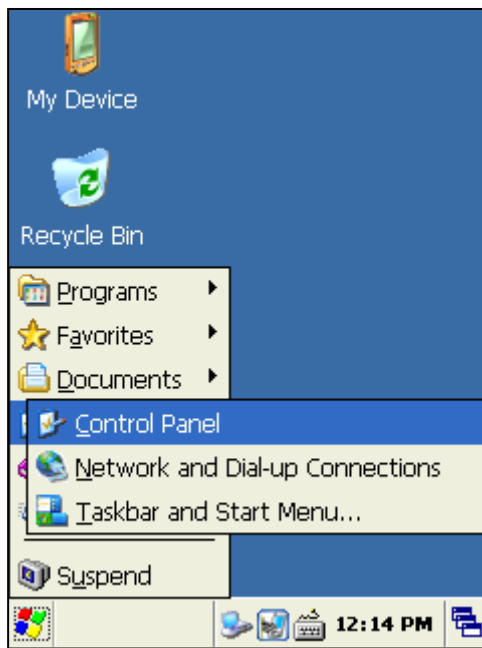 My Device
Recycle Bin
Programs
Favorites
Documents
Control Panel
Network and Dial-up Connections
Taskbar and Start Menu...
Suspend
12:14 PM